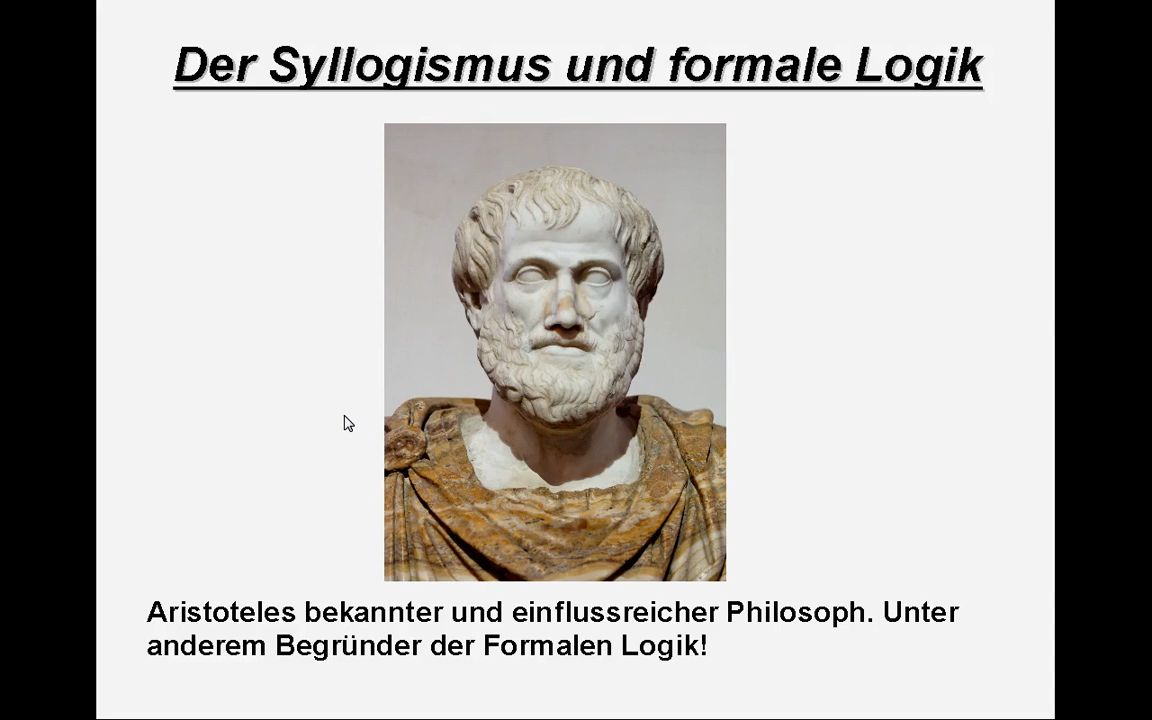 Der Syllogismus und formale Logik
Aristoteles bekannter und einflussreicher Philosoph. Unter
anderem Begründer der Formalen Logik!